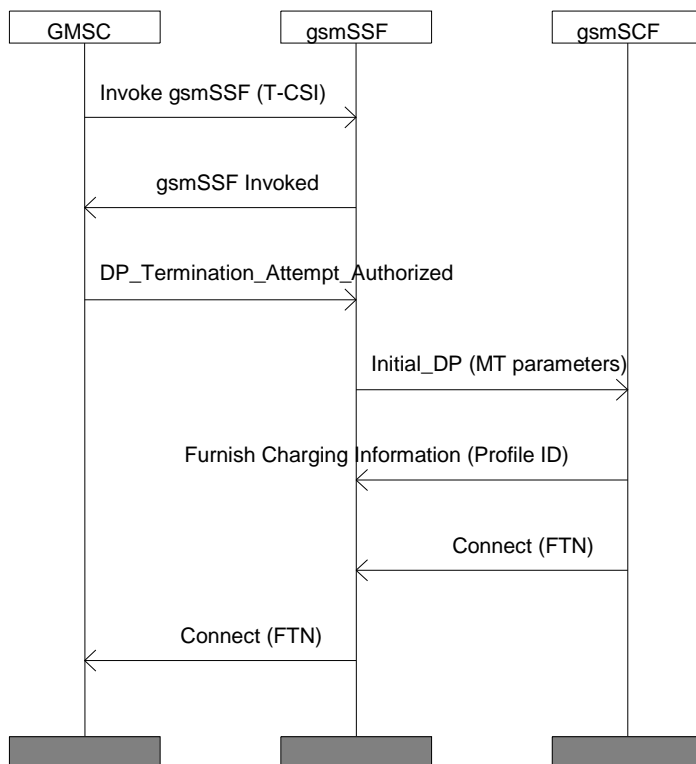 GMSC
gsmSSF
gsmSCF
Invoke gsmSSF (T-CSI)
gsmSSF Invoked
DP_Termination_Attempt_Authorized
Initial_DP (MT parameters)
Furnish Charging Information (Profile ID)
Connect (FTN)
Connect (FTN)